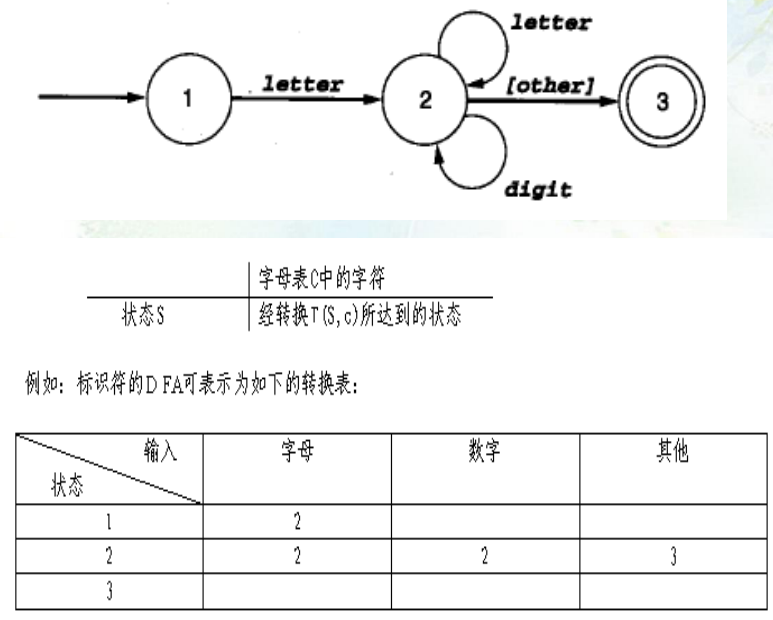 letter
1 letter 2 [other] 3
digit
字母表C中的字符
状态S 经转换T(S,c)所达到的状态
例如：标识符的DFA可表示为如下的转换表：
输入 字母 数字 其他
状态
1 2
2 2 2 3
3